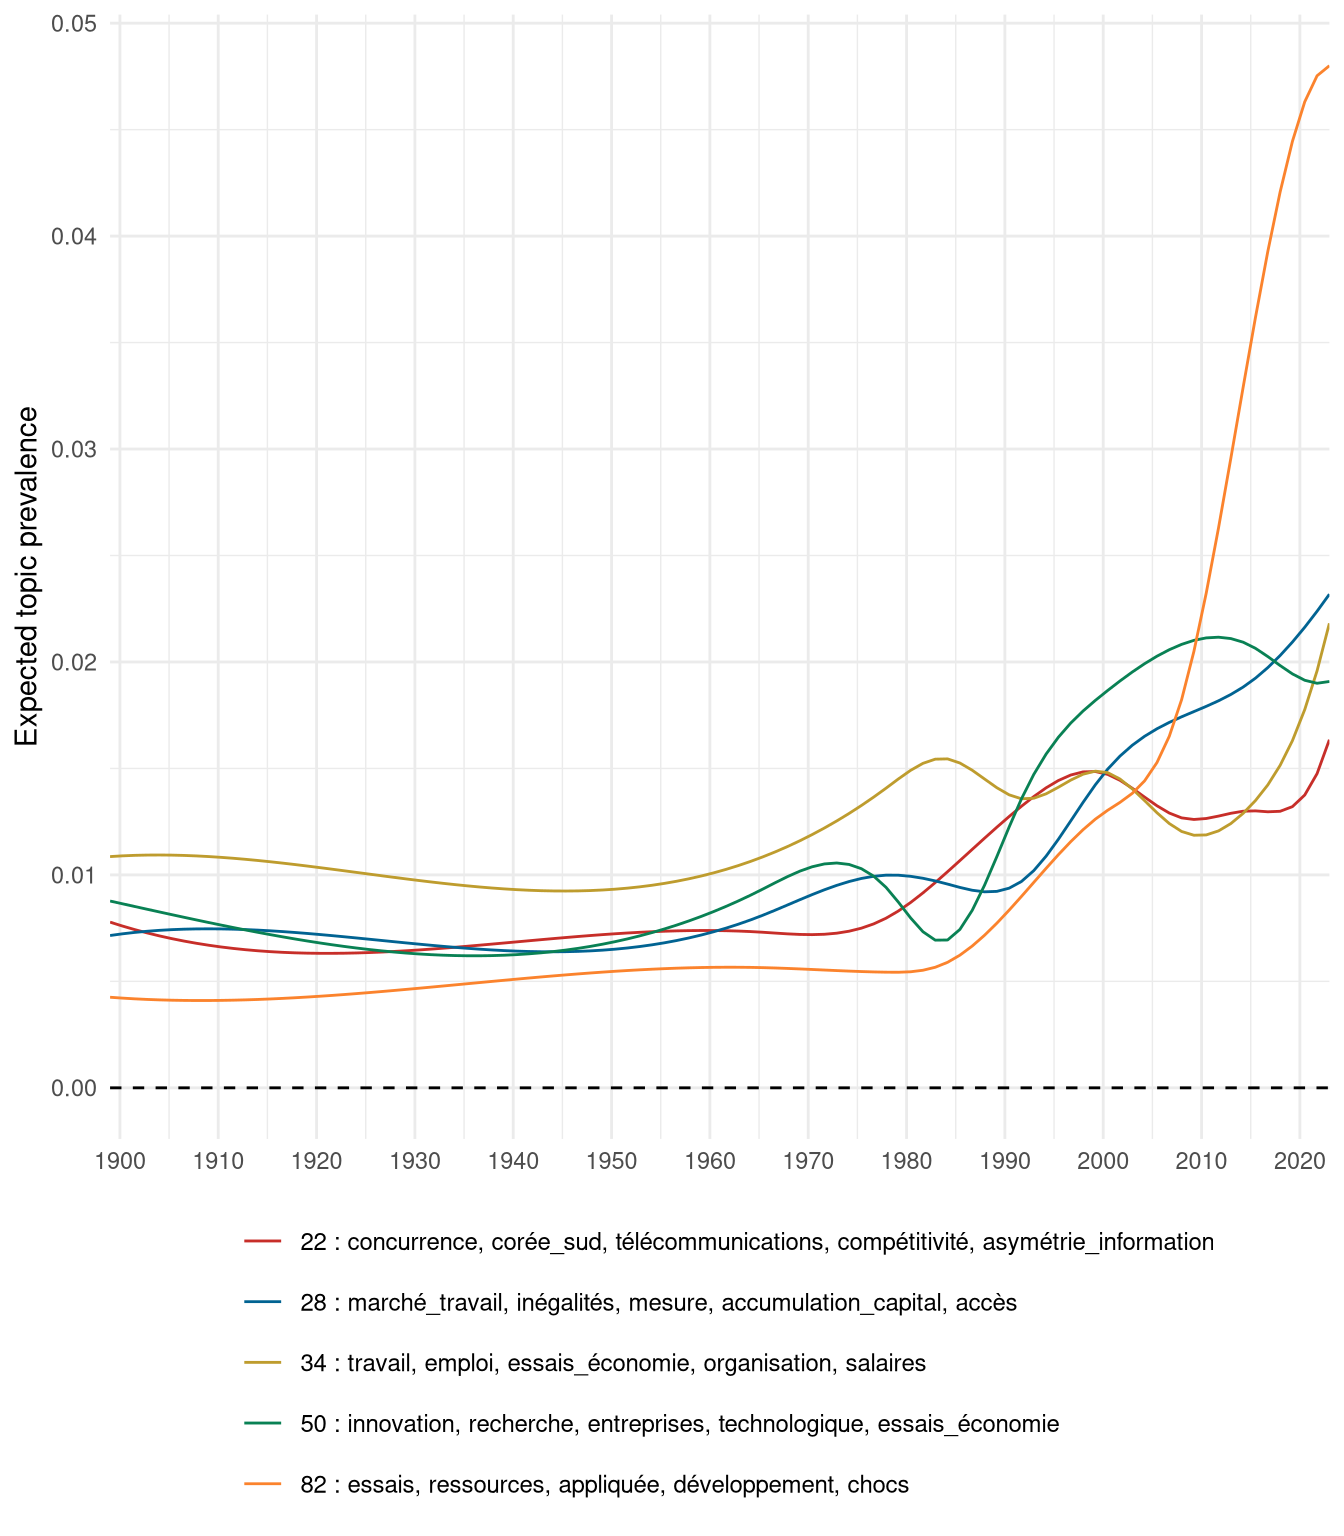 0.05
0.04
0.03
0.02
0.01
0.00
Expected topic prevalence
1900 1910 1920 1930 1940 1950 1960 1970 1980 1990 2000 2010 2020
22 : concurrence, corée_sud, télécommunications, compétitivité, asymétrie_information
28 : marché_travail, inégalités, mesure, accumulation_capital, accès
34 : travail, emploi, essais_économie, organisation, salaires
50 : innovation, recherche, entreprises, technologique, essais_économie
82 : essais, ressources, appliquée, développement, chocs